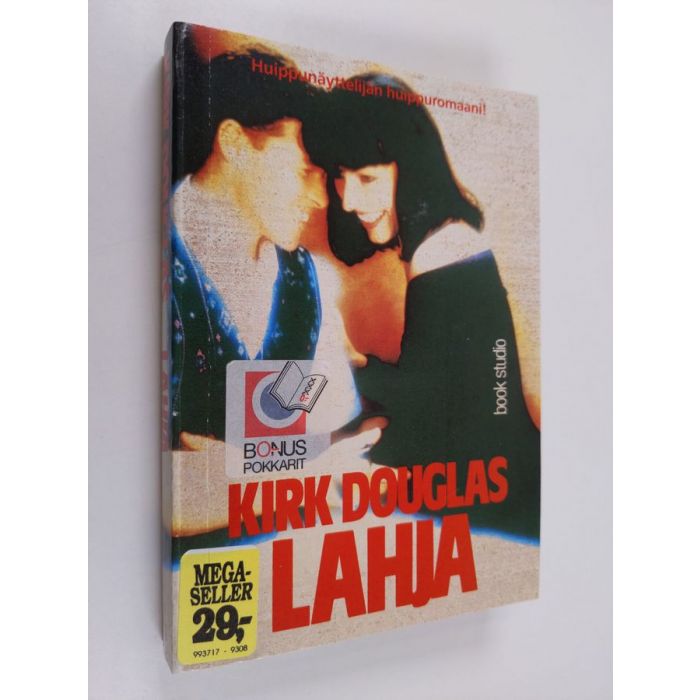 Huippunäyttelijän huippuromaani!
book studio
BONUS
POKKARIT
KIRK DOUGLAS
LAHJA
MEGA-
SELLER
29,-
993717 - 9308